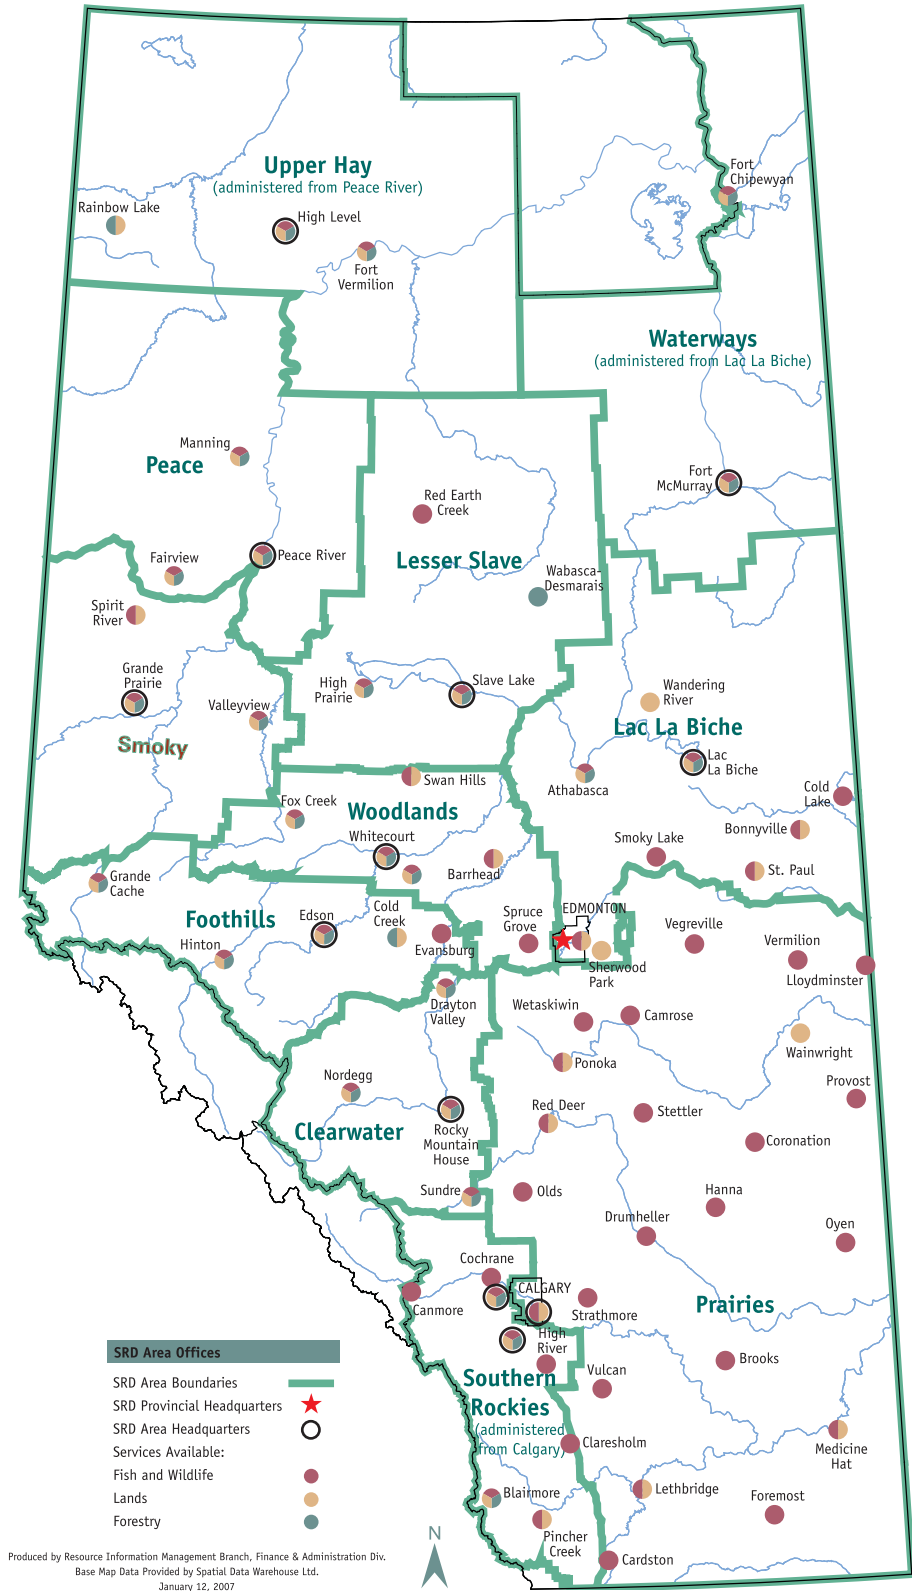 Upper Hay
(administered from Peace River)
Fort
Chipewyan
Rainbow Lake
High Level
Fort
Vermilion
Waterways
(administered from Lac La Biche)
Manning
Peace
Fort
McMurray
Red Earth
Creek
Peace River
Fairview
Lesser Slave
Wabasca-
Desmarais
Spirit
River
Grande
Prairie
High
Prairie
Slave Lake
Wandering
River
Valleyview
Smoky
Lac La Biche
Lac
La Biche
Swan Hills
Athabasca
Cold
Lake
Fox Creek
Woodlands
Bonnyville
Whitecourt
Smoky Lake
Barrhead
St. Paul
Grande
Cache
Foothills
Edson
Cold
Creek
Spruce
Grove
EDMONTON
Vegreville
Hinton
Evansburg
Vermilion
Sherwood
Park
Lloydminster
Drayton
Valley
Wetaskiwin
Camrose
Wainwright
Ponoka
Nordegg
Provost
Red Deer
Stettler
Clearwater
Rocky
Mountain
House
Coronation
Sundre
Olds
Hanna
Drumheller
Oyen
Cochrane
CALGARY
Canmore
Strathmore
Prairies
High
River
Brooks
Vulcan
Southern
Rockies
(administered
from Calgary)
Claresholm
Medicine
Hat
Blairmore
Lethbridge
Foremost
Pincher
Creek
Cardston
SRD Area Offices
SRD Area Boundaries
SRD Provincial Headquarters
SRD Area Headquarters
Services Available:
Fish and Wildlife
Lands
Forestry
N
Produced by Resource Information Management Branch, Finance & Administration Div.
Base Map Data Provided by Spatial Data Warehouse Ltd.
January 12, 2007